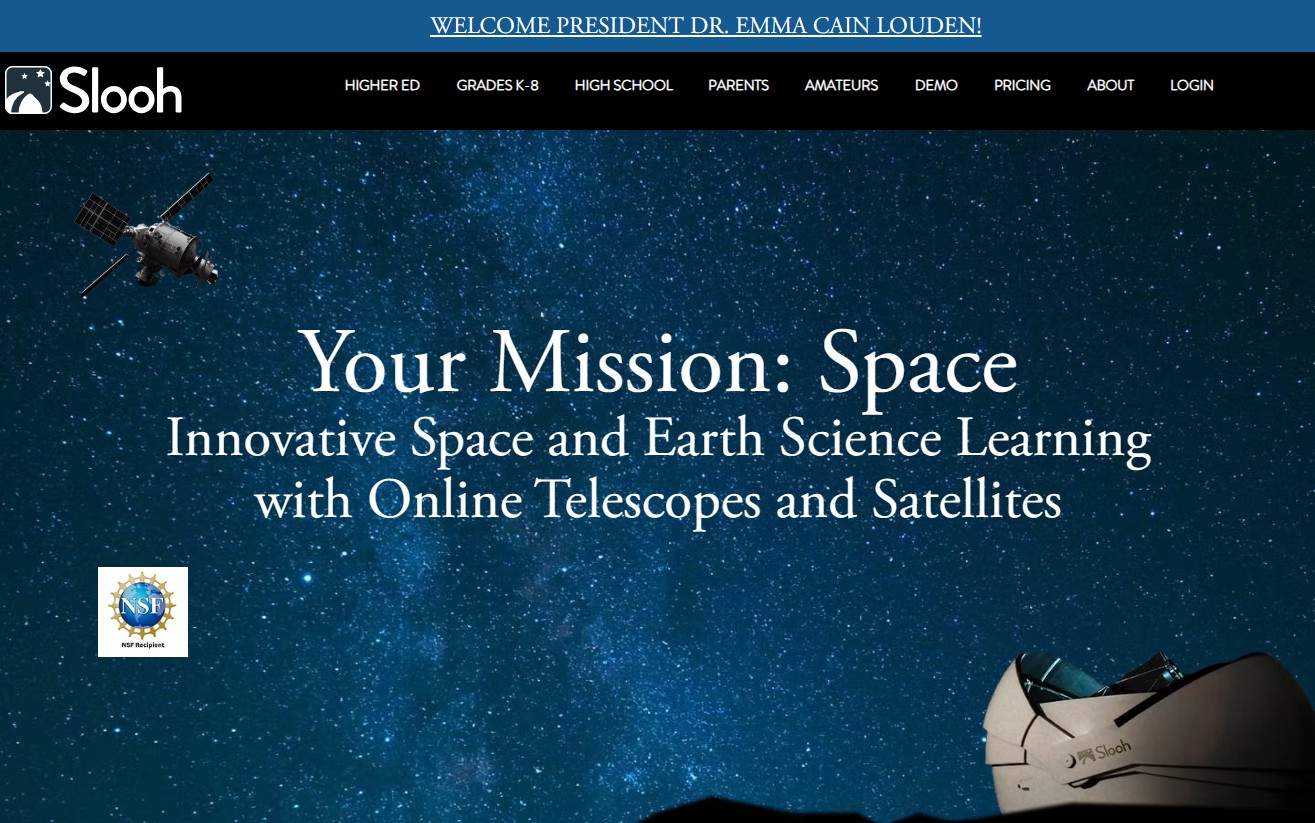 WELCOME PRESIDENT DR. EMMA CAIN LOUDEN!
Slooh
HIGHER ED GRADES K-8 HIGH SCHOOL PARENTS AMATEURS DEMO PRICING ABOUT LOGIN
Your Mission: Space
Innovative Space and Earth Science Learning
with Online Telescopes and Satellites
NSF
NSF Recipient
Slooh